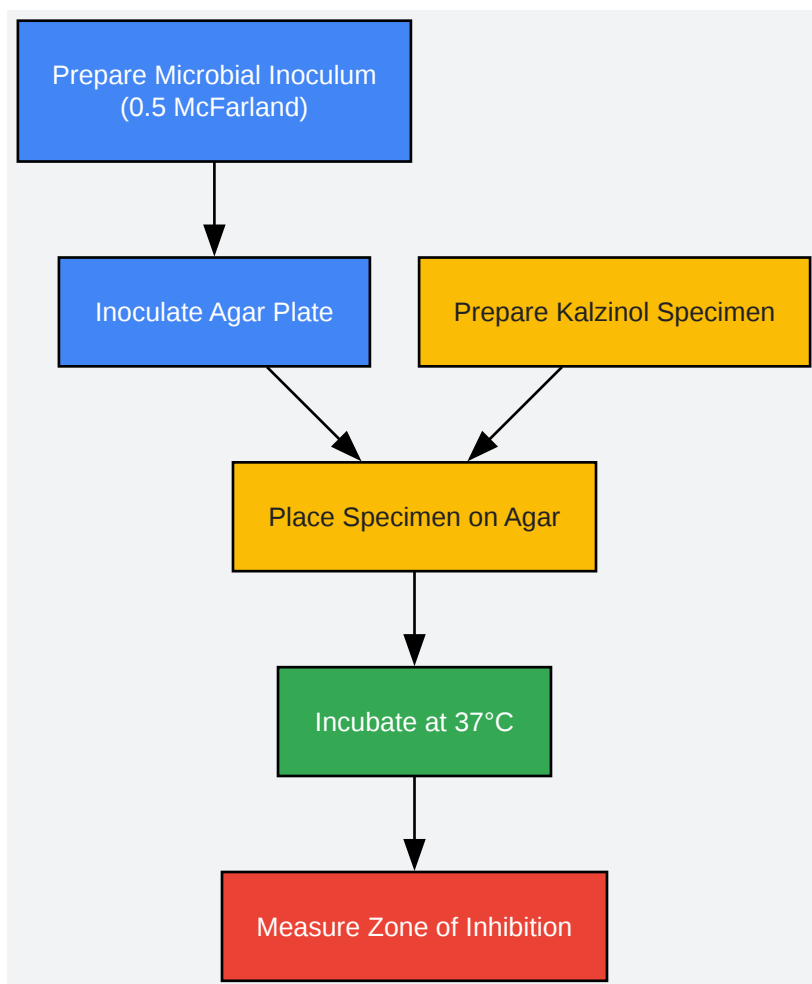 Prepare Microbial Inoculum
(0.5 McFarland)
Inoculate Agar Plate
Prepare Kalzinol Specimen
Place Specimen on Agar
Incubate at 37°C
Measure Zone of Inhibition